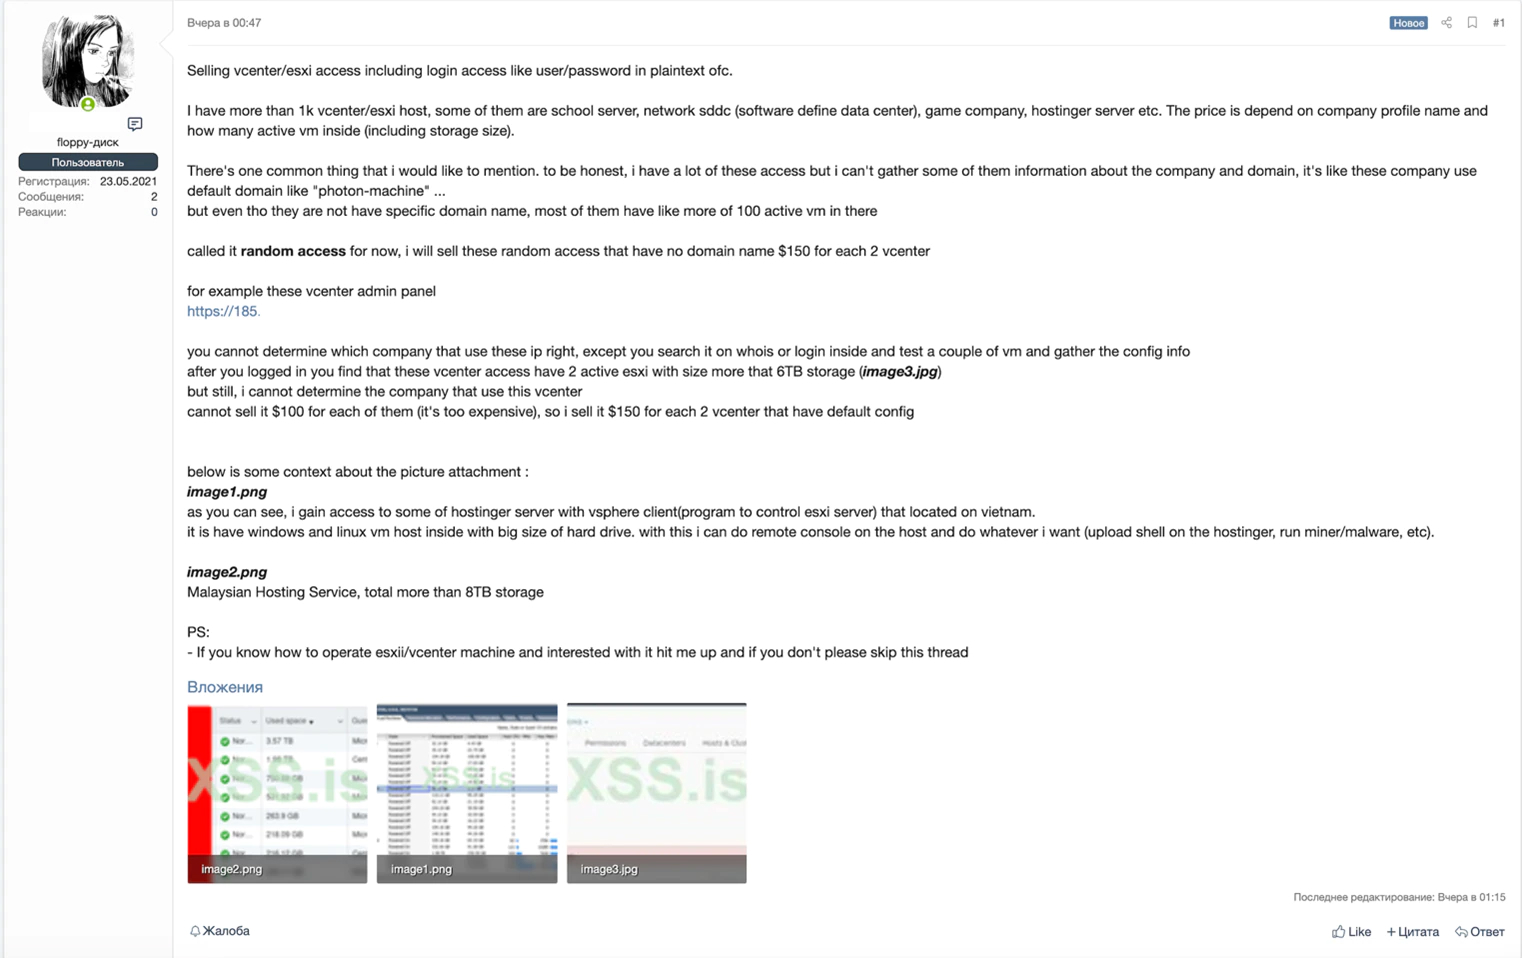 Вчера в 00:47
Новое
#1
floppy-диск
Пользователь
Регистрация: 23.05.2021
Сообщения: 2
Реакции: 0
Selling vcenter/esxi access including login access like user/password in plaintext ofc.
I have more than 1k vcenter/esxi host, some of them are school server, network sddc (software define data center), game company, hostinger server etc. The price is depend on company profile name and
how many active vm inside (including storage size).
There's one common thing that i would like to mention. to be honest, i have a lot of these access but i can't gather some of them information about the company and domain, it's like these company use
default domain like "photon-machine" ...
but even tho they are not have specific domain name, most of them have like more of 100 active vm in there
called it random access for now, i will sell these random access that have no domain name $150 for each 2 vcenter
for example these vcenter admin panel
https://185.
you cannot determine which company that use these ip right, except you search it on whois or login inside and test a couple of vm and gather the config info
after you logged in you find that these vcenter access have 2 active esxi with size more that 6TB storage (image3.jpg)
but still, i cannot determine the company that use this vcenter
cannot sell it $100 for each of them (it's too expensive), so i sell it $150 for each 2 vcenter that have default config
below is some context about the picture attachment :
image1.png
as you can see, i gain access to some of hostinger server with vsphere client(program to control esxi server) that located on vietnam.
it is have windows and linux vm host inside with big size of hard drive. with this i can do remote console on the host and do whatever i want (upload shell on the hostinger, run miner/malware, etc).
image2.png
Malaysian Hosting Service, total more than 8TB storage
PS:
- If you know how to operate esxii/vcenter machine and interested with it hit me up and if you don't please skip this thread
Вложения
Status Used space
Nor... 3.57 TB
Nor... 263.9 GB
Nor... 218.09 GB
XSS.is
image2.png
XSS.is
image1.png
Permissions Datacenters Hosts & Clus
XSS.is
image3.jpg
Последнее редактирование: Вчера в 01:15
Жалоба
Like
+ Цитата
Ответ